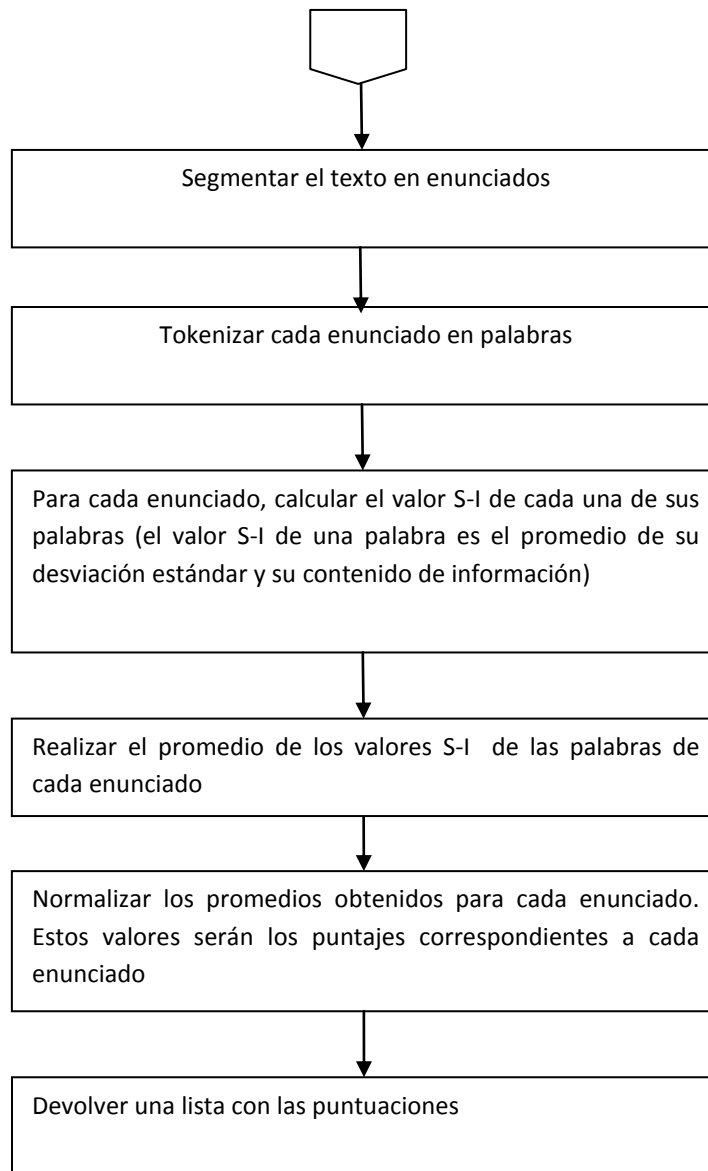 Segmentar el texto en enunciados
Tokenizar cada enunciado en palabras
Para cada enunciado, calcular el valor S-I de cada una de sus
palabras (el valor S-I de una palabra es el promedio de su
desviación estándar y su contenido de información)
Realizar el promedio de los valores S-I de las palabras de
cada enunciado
Normalizar los promedios obtenidos para cada enunciado.
Estos valores serán los puntajes correspondientes a cada
enunciado
Devolver una lista con las puntuaciones